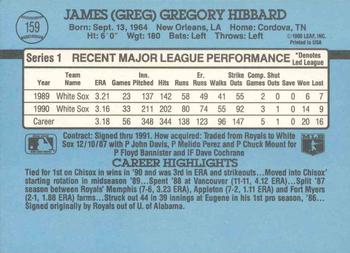 159
JAMES (GREG) GREGORY HIBBARD
Born: Sept. 13, 1964 New Orleans, LA Home: Cordova, TN
Ht: 6' 0" Wgt: 180 Bats: Left Throws: Left
© 1990 LEAF, INC.
Printed in USA
Series 1 RECENT MAJOR LEAGUE PERFORMANCE *Denotes Led League
ERA Games Pitched Inn. Hits Er. Runs Walks Strike Outs Comp. Games Shut Outs Save Won Lost
1989 White Sox 3.21 23 137 142 58 49 41 55 2 0 0 6 7
1990 White Sox 3.16 33 211 202 80 74 55 92 3 1 0 14 9
Career 3.18 56 348 344 138 123 96 147 5 1 0 20 16
Contract: Signed thru 1991. How acquired: Traded from Royals to White
Sox 12/10/87 with P John Davis, P Melido Perez and P Chuck Mount for
P Floyd Bannister and IF Dave Cochrane
CAREER HIGHLIGHTS
Tied for 1st on Chisox in wins in '90 and was 3rd in ERA and strikeouts...Moved into Chisox'
starting rotation in midseason '89...Spent '88 at Vancouver (11-11, 4.12 ERA)...Split '87
season between Royals' Memphis (7-6, 3.23 ERA), Appleton (7-2, 1.11 ERA) and Fort Myers
(2-1, 1.88 ERA) farms...Struck out 44 in 39 innings at Eugene in his 1st pro season, '86...
Signed originally by Royals out of U. of Alabama.